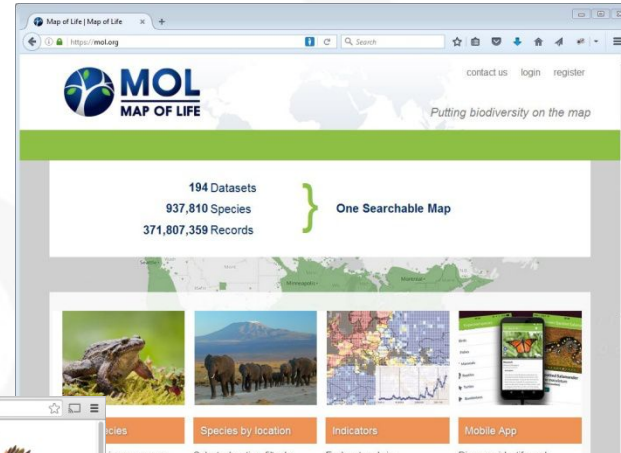 Map of Life | Map of Life
https://mol.org
Search
contact us login register
MOL
MAP OF LIFE
Putting biodiversity on the map
194 Datasets
937,810 Species
371,807,359 Records
One Searchable Map
Seattle
Minneapolis
Montreal
Species by location
Indicators
Mobile App